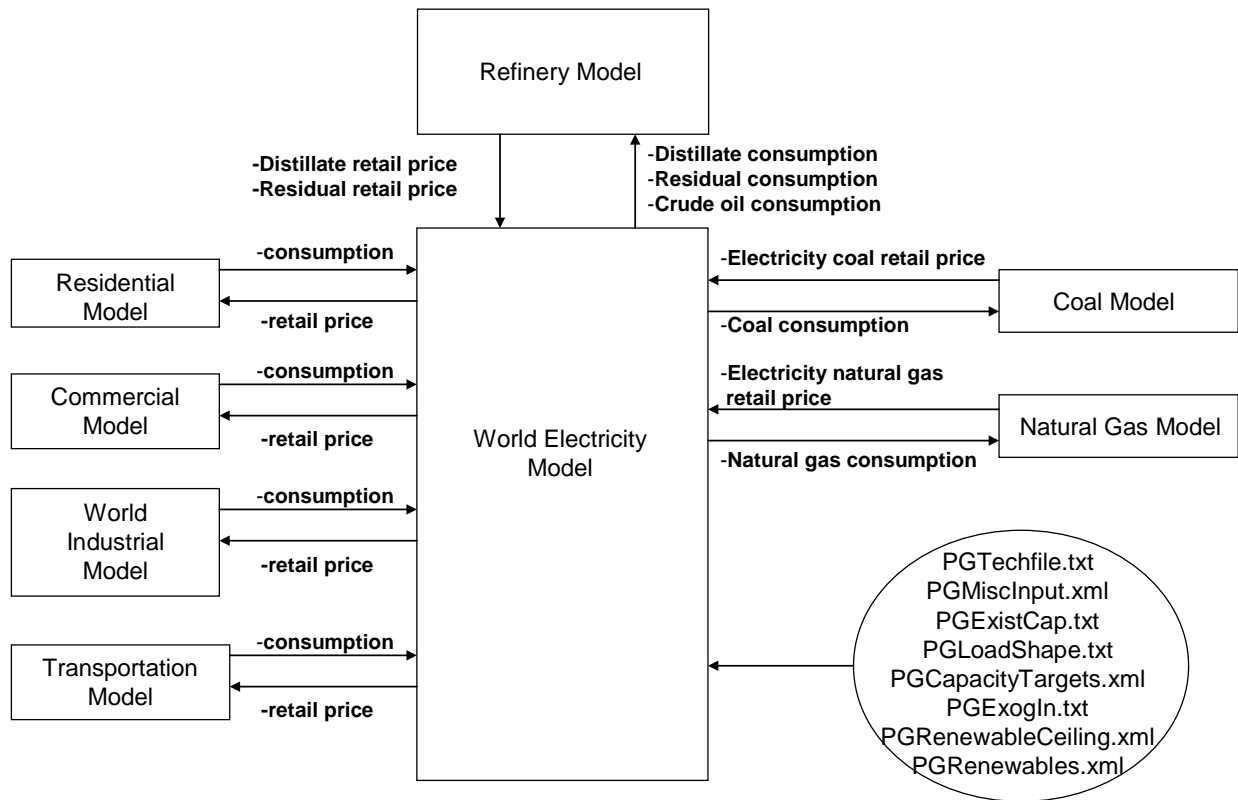 Refinery Model
-Distillate retail price
-Residual retail price
-Distillate consumption
-Residual consumption
-Crude oil consumption
Residential
Model
-consumption
-retail price
Commercial
Model
-consumption
-retail price
World
Industrial
Model
-consumption
-retail price
Transportation
Model
-consumption
-retail price
World Electricity
Model
-Electricity coal retail price
-Coal consumption
Coal Model
-Electricity natural gas
retail price
-Natural gas consumption
Natural Gas Model
PGTechfile.txt
PGMiscInput.xml
PGExistCap.txt
PGLoadShape.txt
PGCapacityTargets.xml
PGExogIn.txt
PGRenewableCeiling.xml
PGRenewables.xml